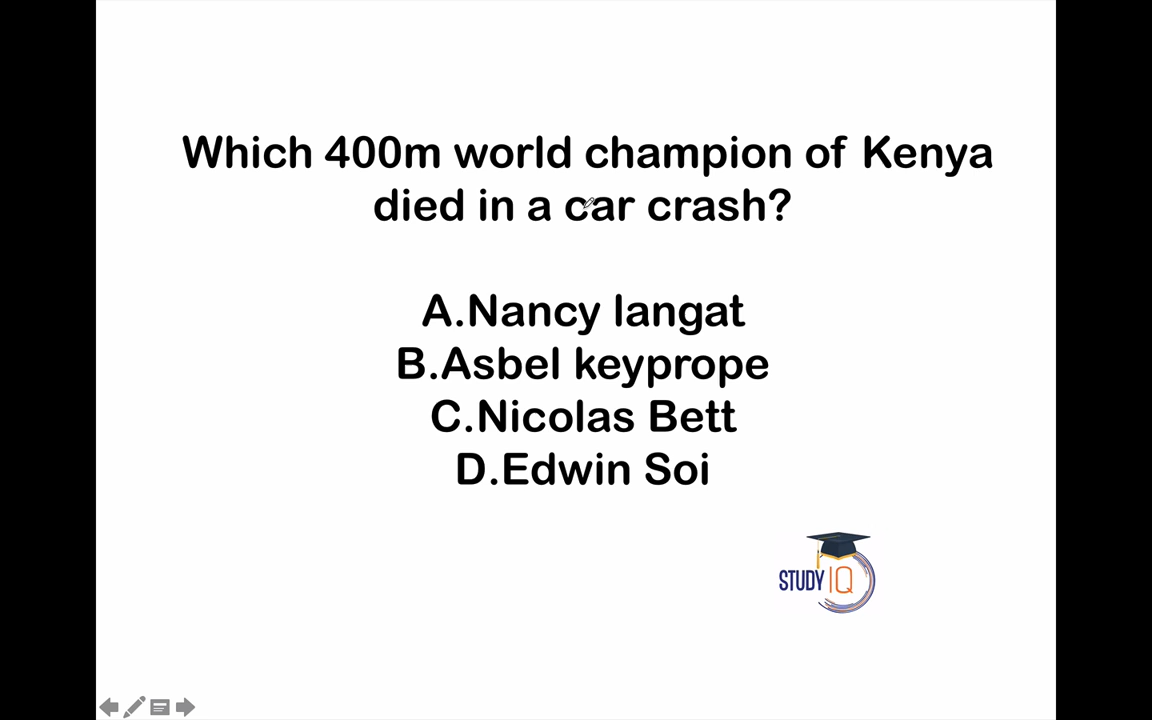 Which 400m world champion of Kenya
died in a car crash?
A.Nancy langat
B.Asbel keyprope
C.Nicolas Bett
D.Edwin Soi
STUDY IQ